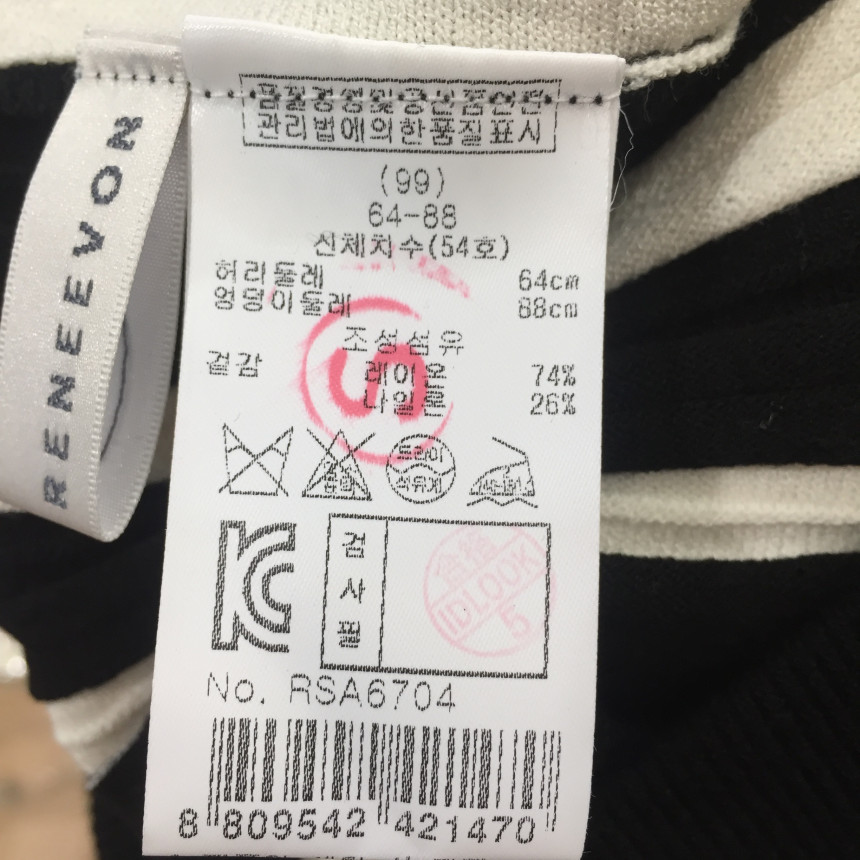 RENEEVON
품질경영및공산품안전
관리법에의한품질표시
(99)
64-88
신체치수(54호)
허리둘레 64cm
엉덩이둘레 88cm
조성섬유
겉감 레이온 74%
나일론 26%
S
드라이
석유계
KC
검사필
IDLOOK
5
No. RSA6704
8 809542 421470